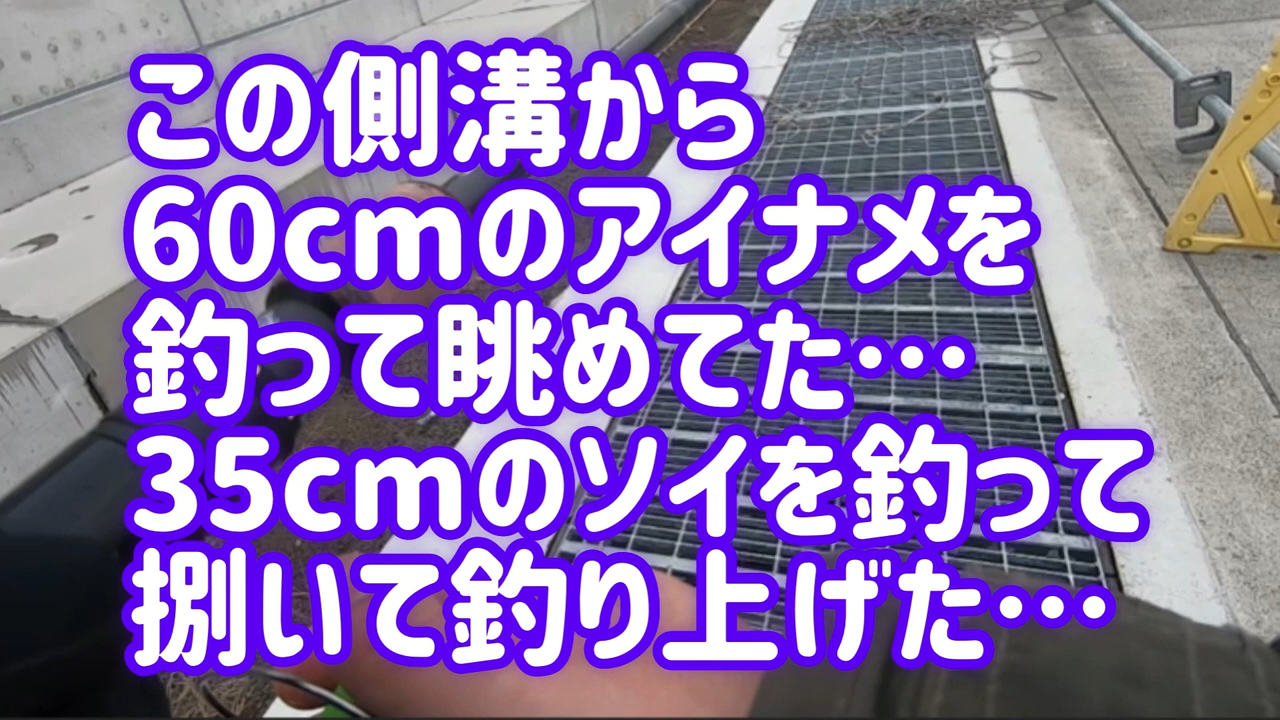 この側溝から
60cmのアイナメを
釣って眺めてた…
35cmのソイを釣って
捌いて釣り上げた…